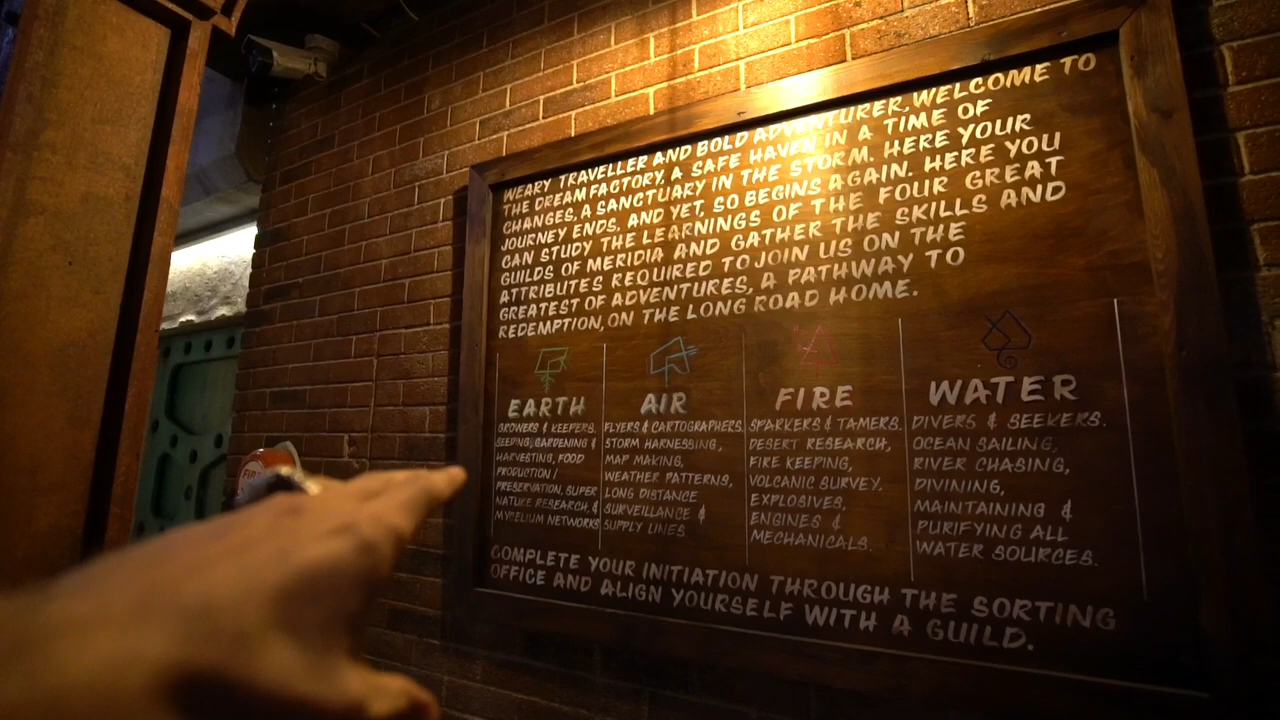 WEARY TRAVELLER AND BOLD ADVENTURER, WELCOME TO
THE DREAMFACTORY, A SAFE HAVEN IN A TIME OF
CHANGES, A SANCTUARY IN THE STORM. HERE YOUR
JOURNEY ENDS, AND YET, SO BEGINS AGAIN. HERE YOU
CAN STUDY THE LEARNINGS OF THE FOUR GREAT
GUILDS OF MERIDIA AND GATHER THE SKILLS AND
ATTRIBUTES REQUIRED TO JOIN US ON THE
GREATEST OF ADVENTURES, A PATHWAY TO
REDEMPTION, ON THE LONG ROAD HOME.
EARTH
GROWERS & KEEPERS.
SEEDING, GARDENING &
HARVESTING, FOOD
PRODUCTION /
PRESERVATION, SUPER
NATURE RESEARCH, &
MYCELIUM NETWORKS
AIR
FLYERS & CARTOGRAPHERS.
STORM HARNESSING,
MAP MAKING,
WEATHER PATTERNS,
LONG DISTANCE
SURVEILLANCE &
SUPPLY LINES.
FIRE
SPARKERS & TAMERS.
DESERT RESEARCH,
FIRE KEEPING,
VOLCANIC SURVEY.
EXPLOSIVES,
ENGINES &
MECHANICALS.
WATER
DIVERS & SEEKERS.
OCEAN SAILING,
RIVER CHASING,
DIVINING,
MAINTAINING &
PURIFYING ALL
WATER SOURCES.
COMPLETE YOUR INITIATION THROUGH THE SORTING
OFFICE AND ALIGN YOURSELF WITH A GUILD.